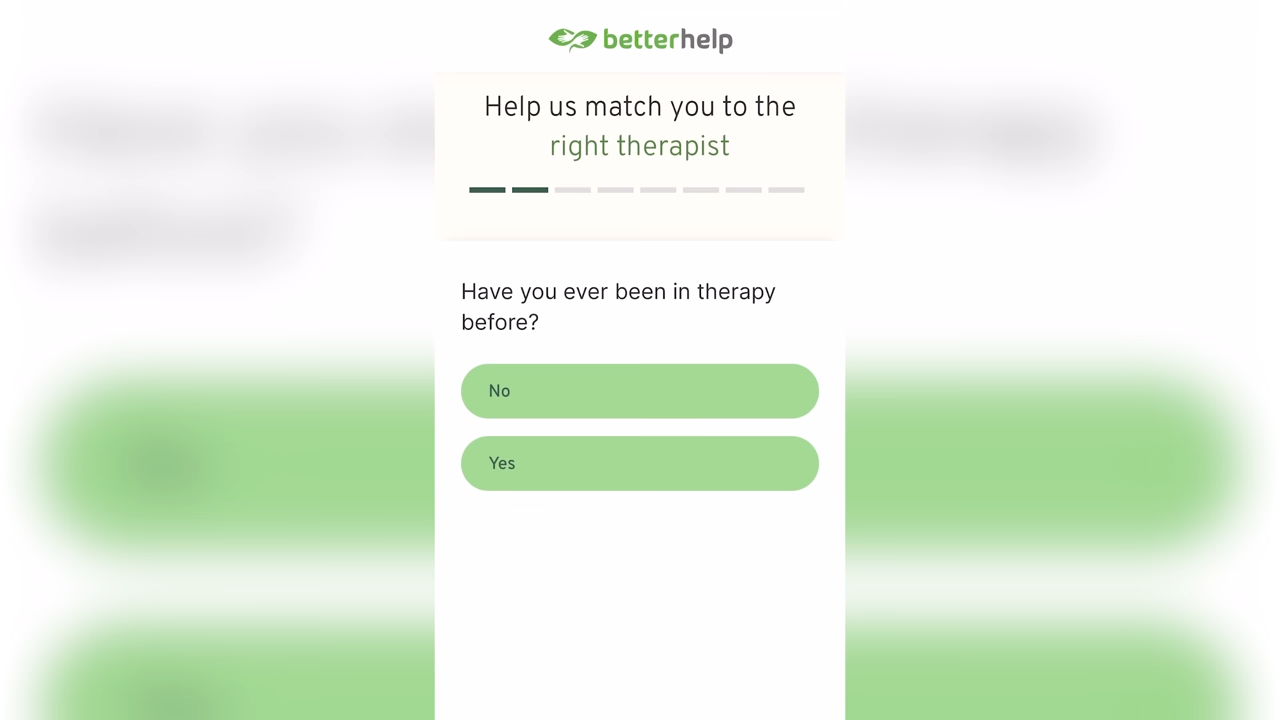 betterhelp
Help us match you to the
right therapist
Have you ever been in therapy
before?
No
Yes